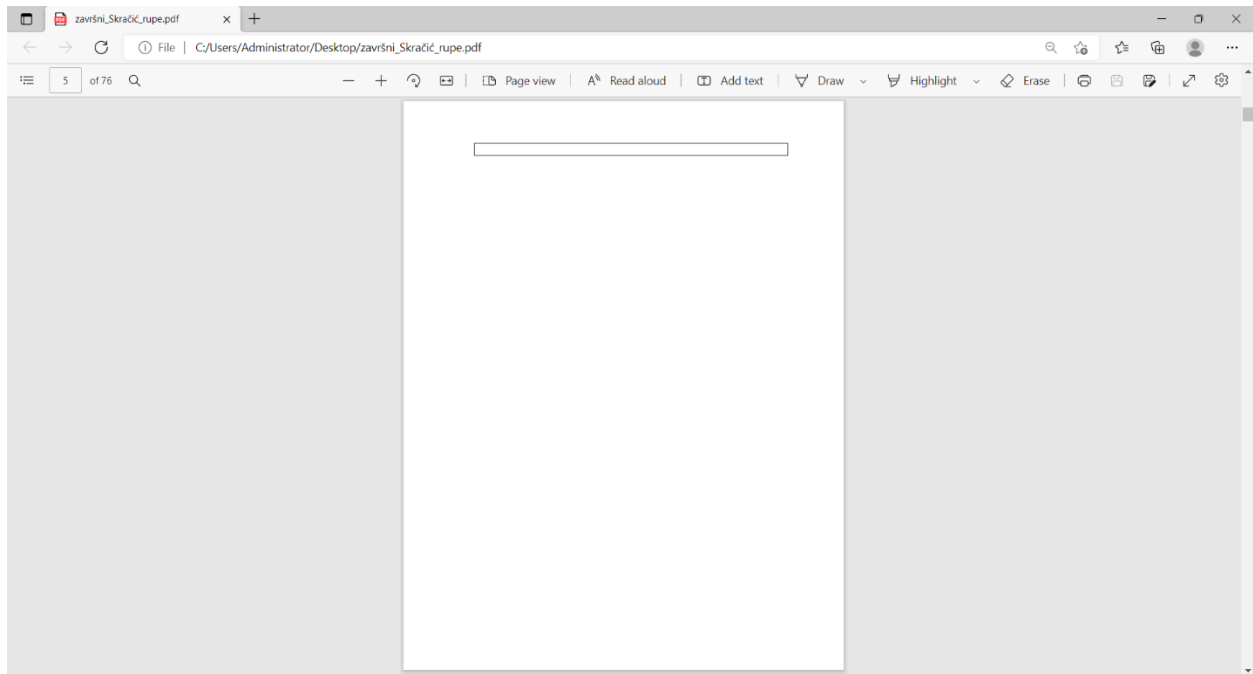 završni_Skračić_rupe.pdf
File | C:/Users/Administrator/Desktop/završni_Skračić_rupe.pdf
5 of 76 Page view Read aloud Add text Draw Highlight Erase